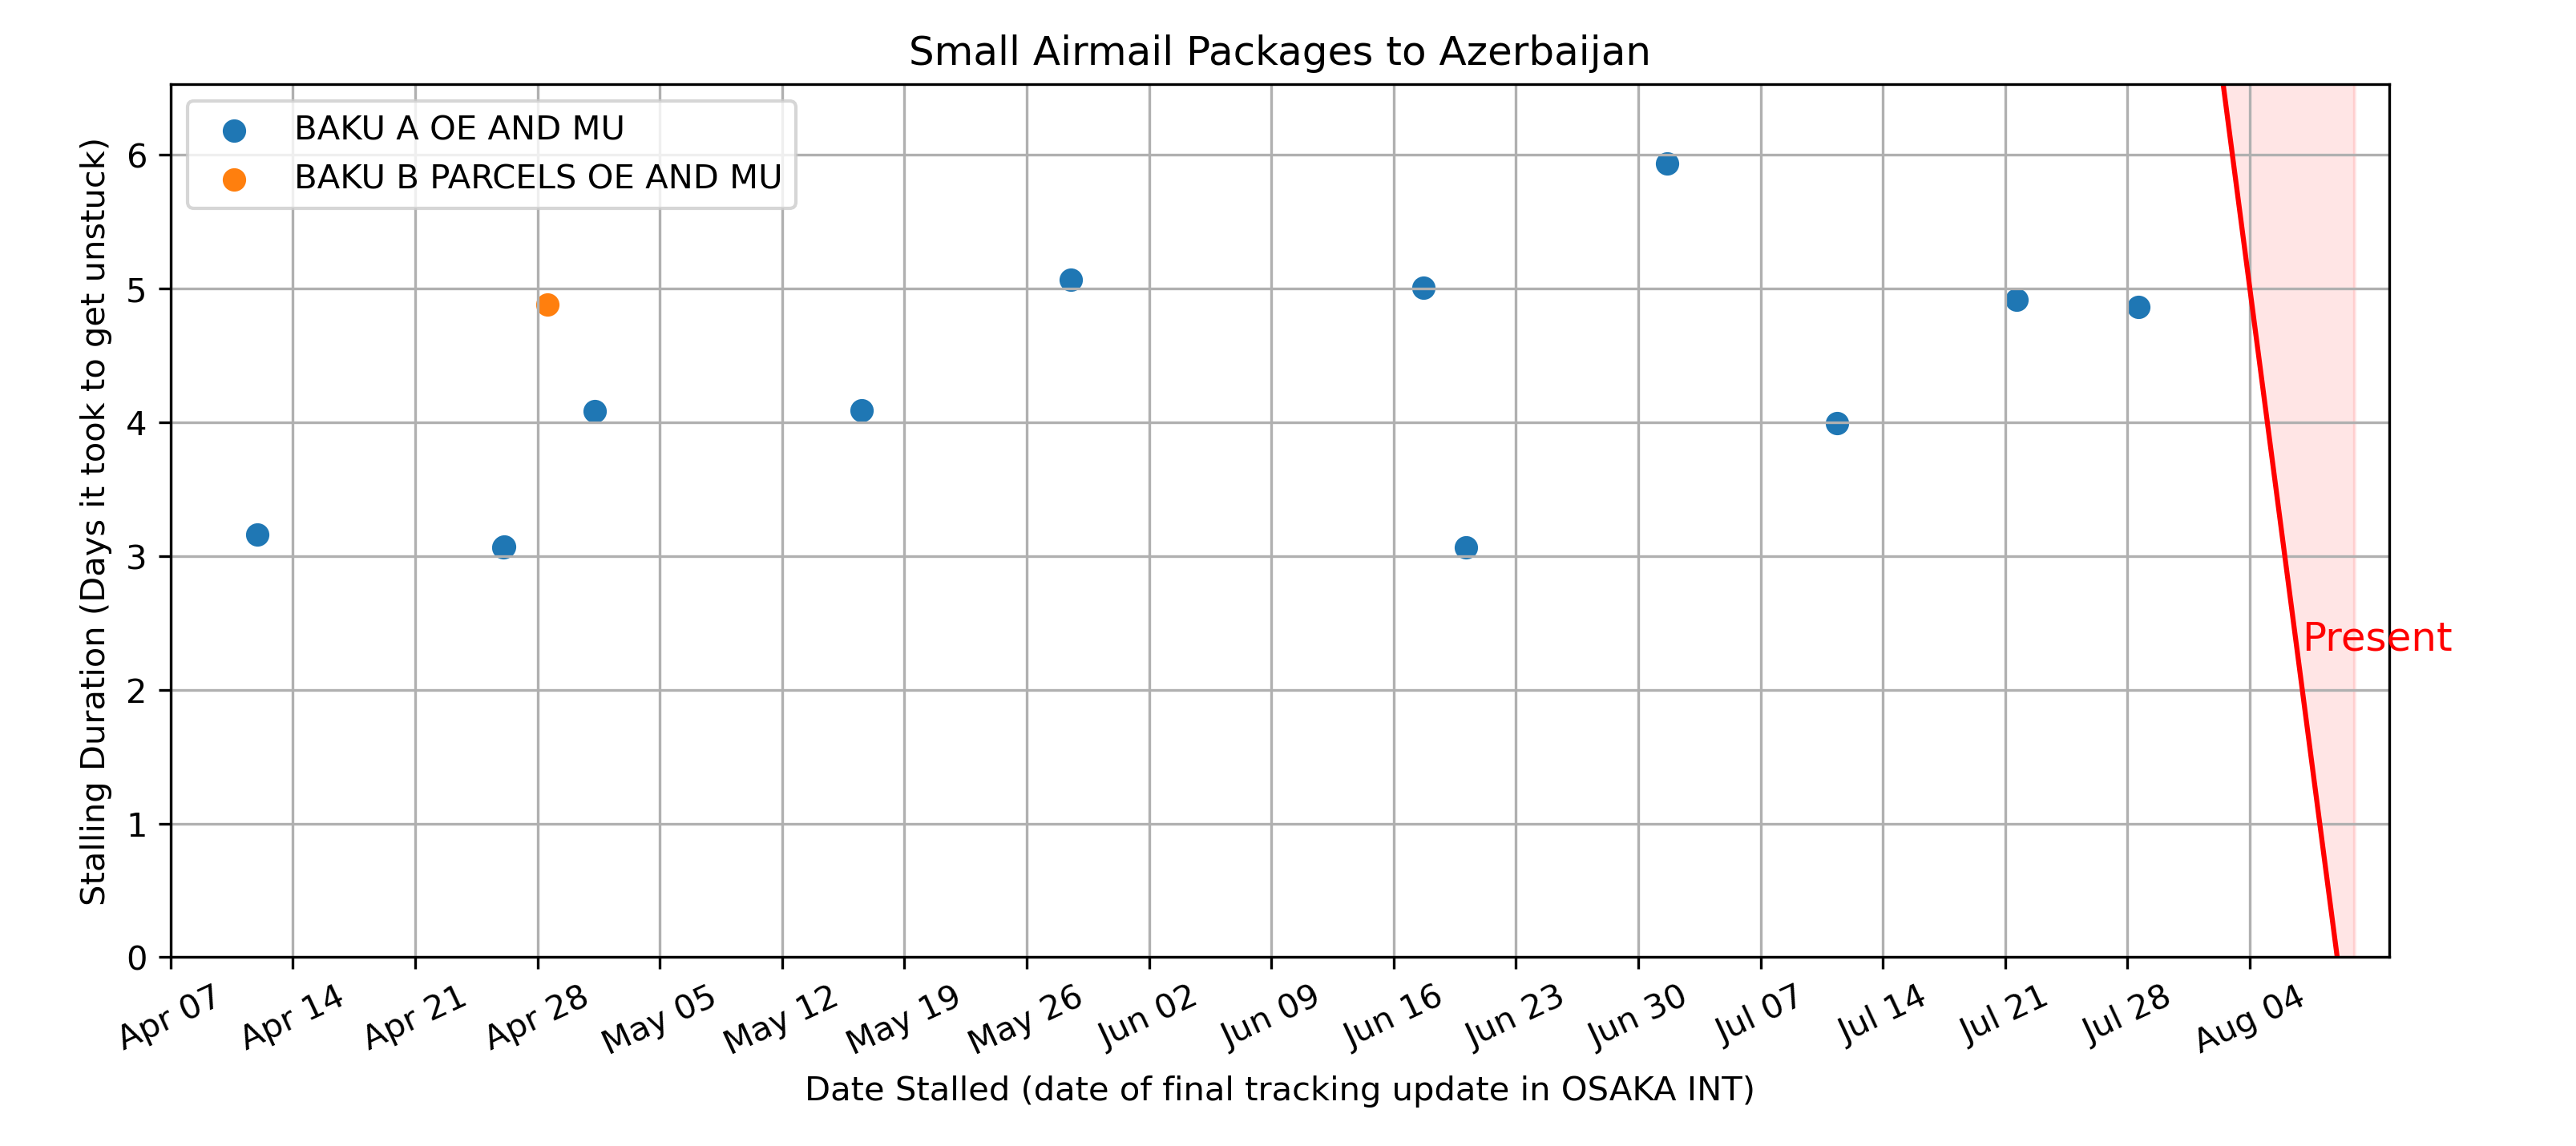 Small Airmail Packages to Azerbaijan
BAKU A OE AND MU
BAKU B PARCELS OE AND MU
Stalling Duration (Days it took to get unstuck)
6
5
4
3
2
1
0
Present
Apr 07
Apr 14
Apr 21
Apr 28
May 05
May 12
May 19
May 26
Jun 02
Jun 09
Jun 16
Jun 23
Jun 30
Jul 07
Jul 14
Jul 21
Jul 28
Aug 04
Date Stalled (date of final tracking update in OSAKA INT)